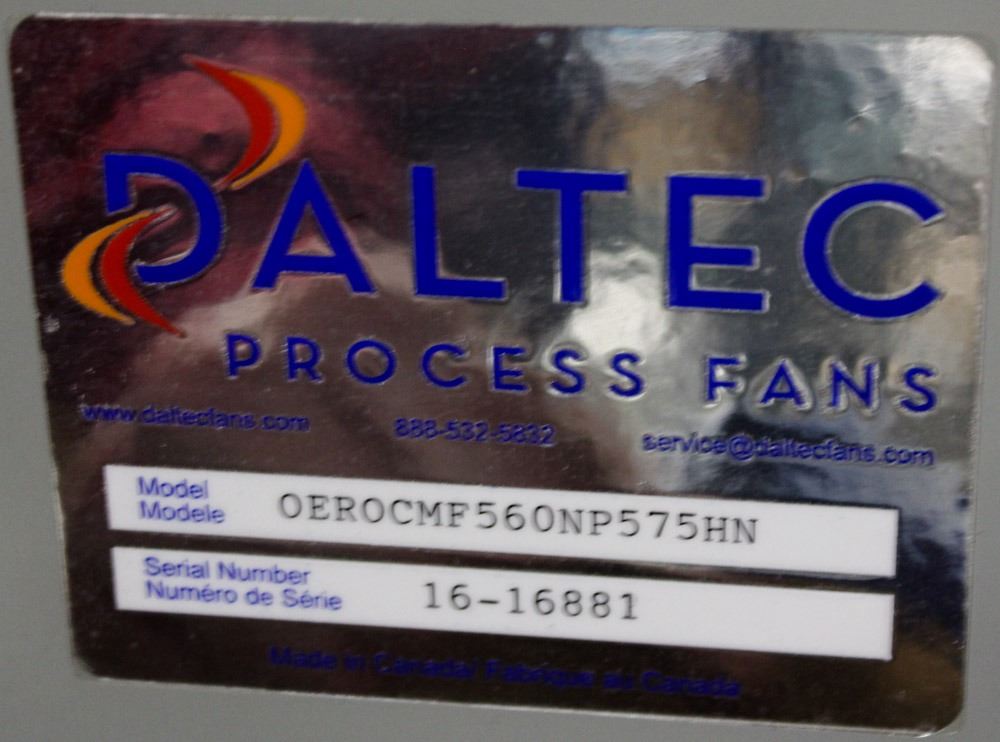 DALTEC
PROCESS FANS
www.daltecfans.com 888-532-5832 service@daltecfans.com
Model
Modele
OEROCMF560NP575HN
Serial Number
Numéro de Série
16-16881
Made in Canada/ Fabrique au Canada